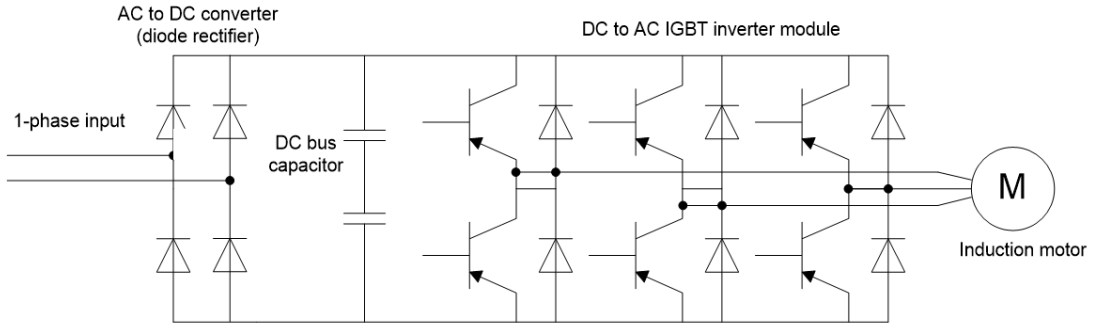 AC to DC converter
(diode rectifier)
DC to AC IGBT inverter module
1-phase input
DC bus
capacitor
M
Induction motor